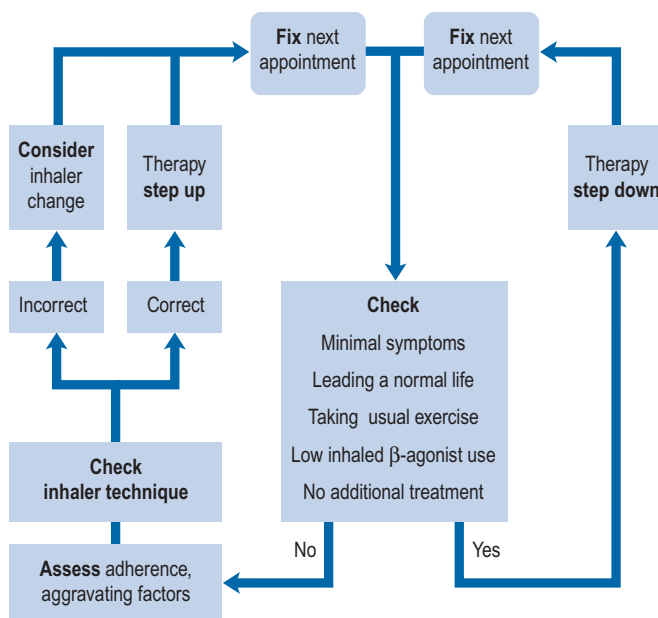 Fix next
appointment
Fix next
appointment
Consider
inhaler
change
Therapy
step up
Therapy
step down
Incorrect
Correct
Check
Minimal symptoms
Leading a normal life
Taking usual exercise
Low inhaled β-agonist use
No additional treatment
Check
inhaler technique
No
Yes
Assess adherence,
aggravating factors